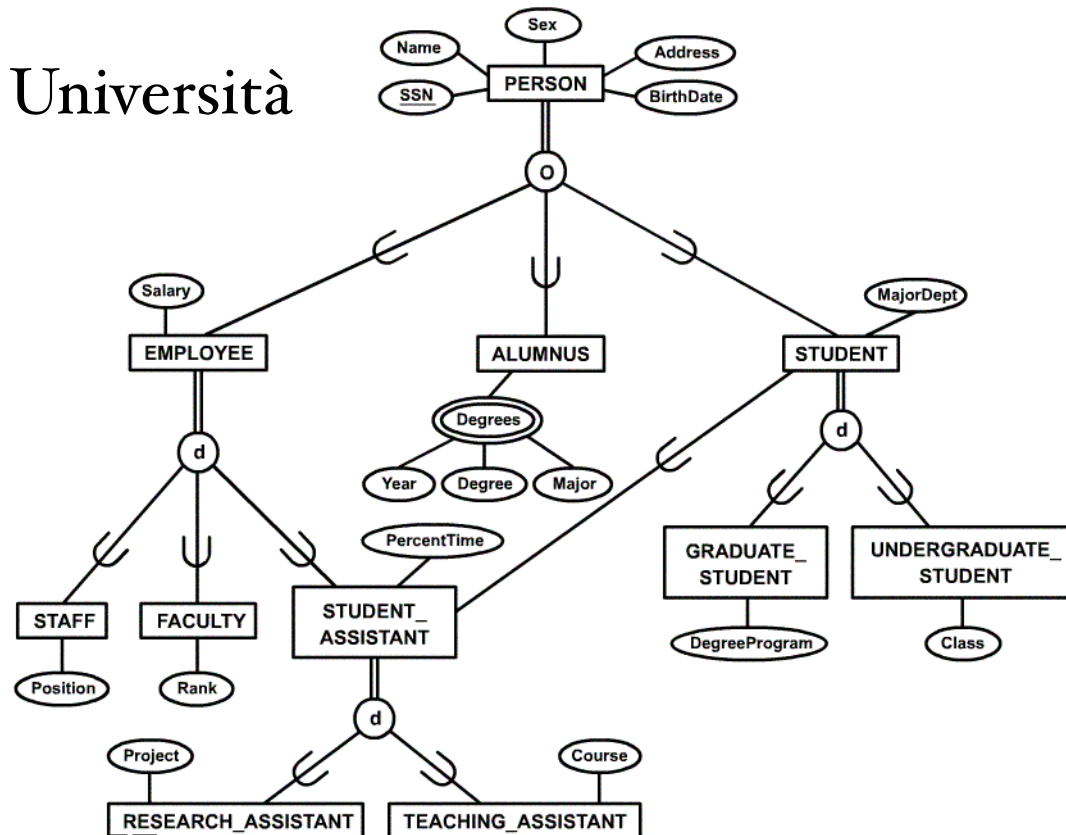 Sex
Name
Address
Università
PERSON
SSN
BirthDate
O
Salary
MajorDept
EMPLOYEE
ALUMNUS
STUDENT
Degrees
d
d
Year
Degree
Major
PercentTime
GRADUATE_
STUDENT
UNDERGRADUATE_
STUDENT
STAFF
FACULTY
STUDENT_
ASSISTANT
DegreeProgram
Class
Position
Rank
d
Project
Course
RESEARCH_ASSISTANT
TEACHING_ASSISTANT